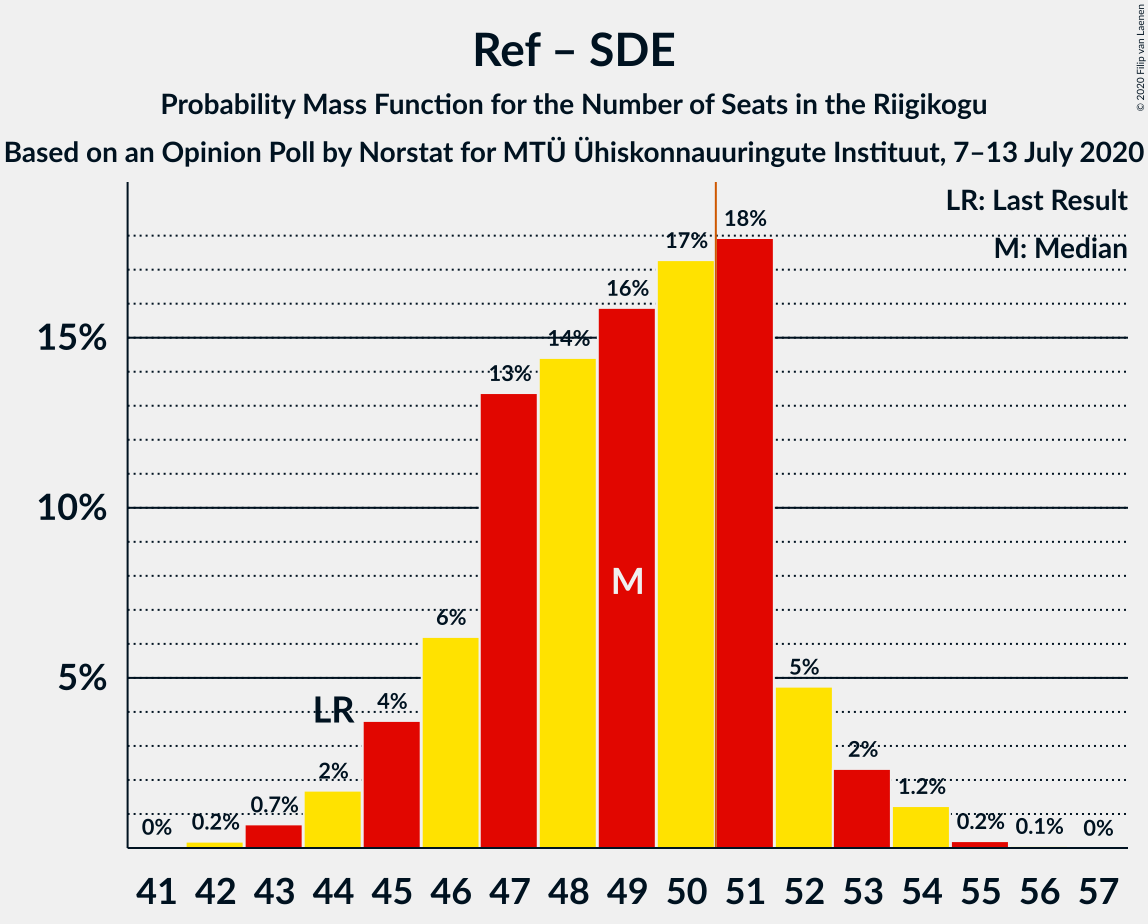 Ref – SDE
Probability Mass Function for the Number of Seats in the Riigikogu
Based on an Opinion Poll by Norstat for MTÜ Ühiskonnauuringute Instituut, 7–13 July 2020
© 2020 Filip van Laenen
LR: Last Result
M: Median
15%
10%
5%
0%
0.2%
0.7%
2%
LR
4%
6%
13%
14%
16%
M
17%
18%
5%
2%
1.2%
0.2%
0.1%
0%
41 42 43 44 45 46 47 48 49 50 51 52 53 54 55 56 57